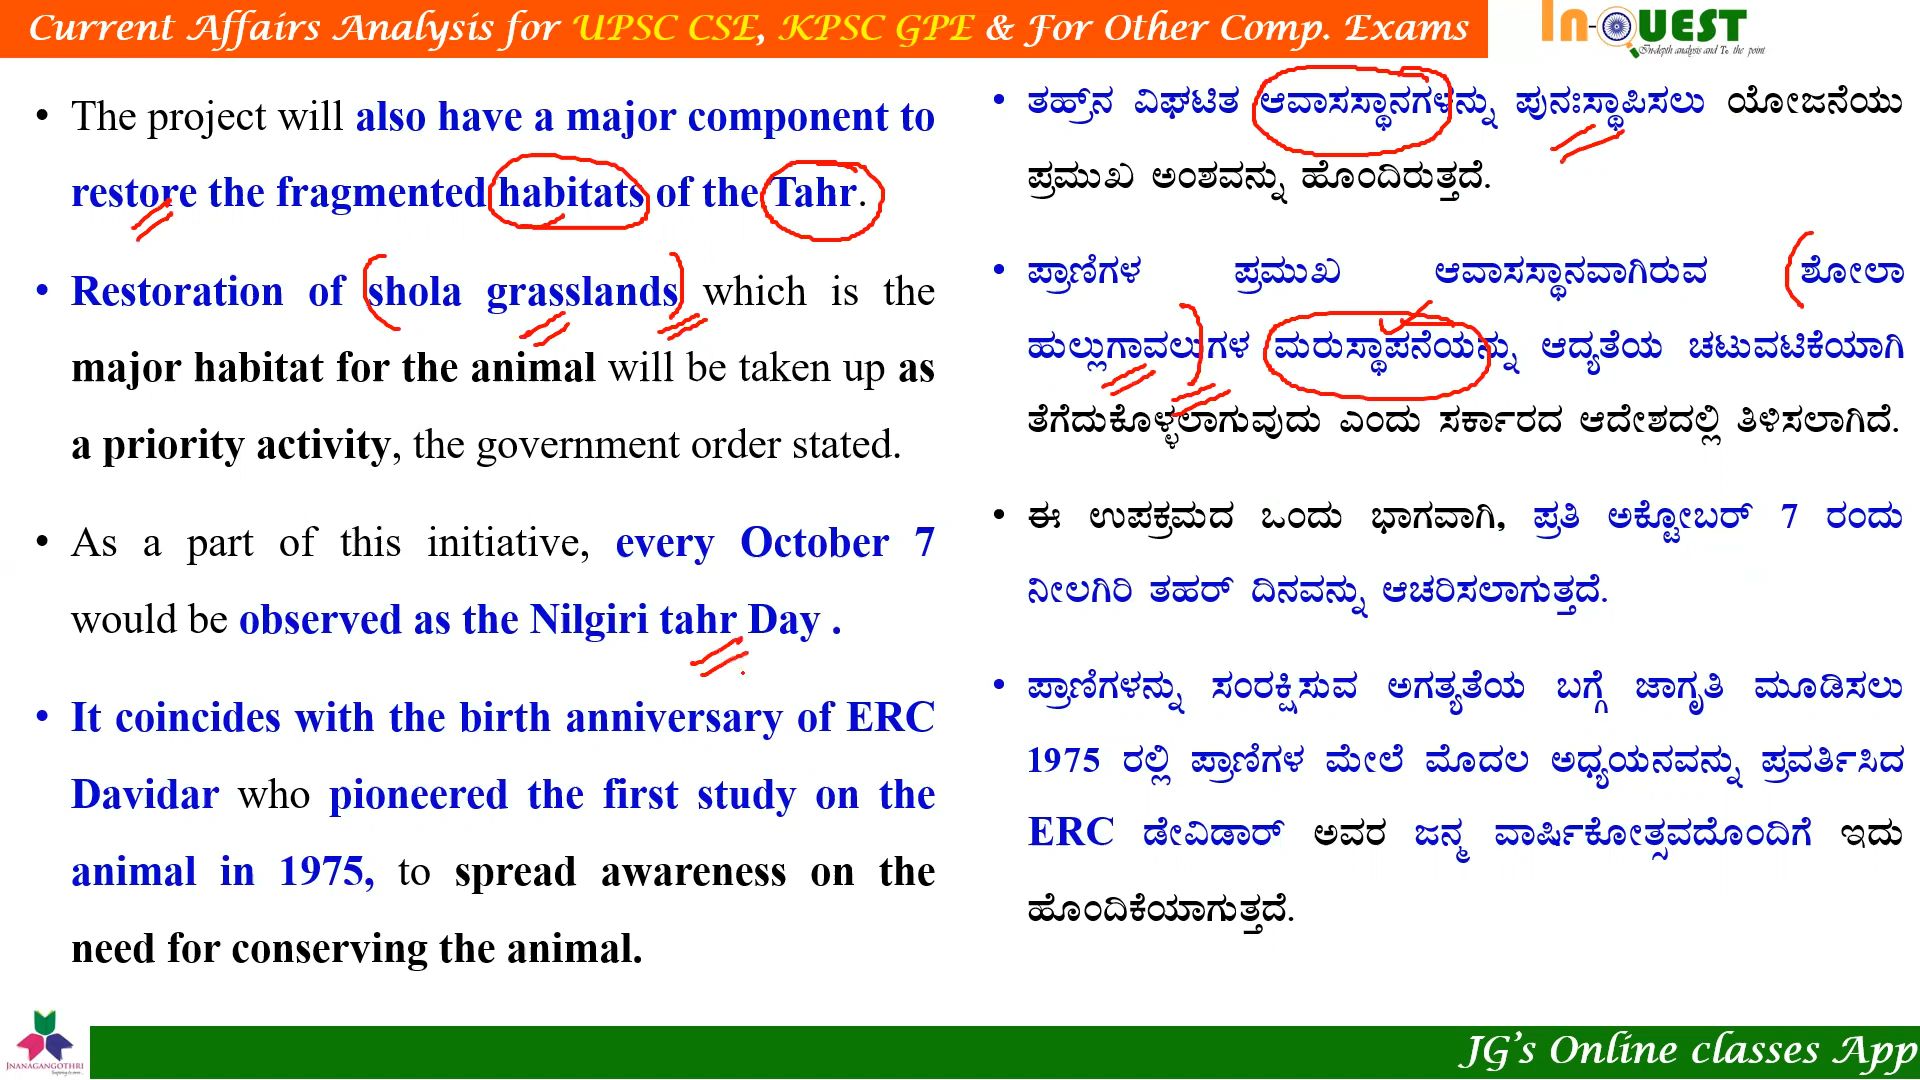 Current Affairs Analysis for UPSC CSE, KPSC GPE & For Other Comp. Exams
In-QUEST
In-depth analysis and To the point
• The project will also have a major component to
restore the fragmented habitats of the Tahr.
• Restoration of shola grasslands which is the
major habitat for the animal will be taken up as
a priority activity, the government order stated.
• As a part of this initiative, every October 7
would be observed as the Nilgiri tahr Day .
• It coincides with the birth anniversary of ERC
Davidar who pioneered the first study on the
animal in 1975, to spread awareness on the
need for conserving the animal.
• ತಹ್ರ್‌ನ ವಿಘಟಿತ ಆವಾಸಸ್ಥಾನಗಳನ್ನು ಪುನಃಸ್ಥಾಪಿಸಲು ಯೋಜನೆಯು
ಪ್ರಮುಖ ಅಂಶವನ್ನು ಹೊಂದಿರುತ್ತದೆ.
• ಪ್ರಾಣಿಗಳ ಪ್ರಮುಖ ಆವಾಸಸ್ಥಾನವಾಗಿರುವ ಶೋಲಾ
ಹುಲ್ಲುಗಾವಲುಗಳ ಮರುಸ್ಥಾಪನೆಯನ್ನು ಆದ್ಯತೆಯ ಚಟುವಟಿಕೆಯಾಗಿ
ತೆಗೆದುಕೊಳ್ಳಲಾಗುವುದು ಎಂದು ಸರ್ಕಾರದ ಆದೇಶದಲ್ಲಿ ತಿಳಿಸಲಾಗಿದೆ.
• ಈ ಉಪಕ್ರಮದ ಒಂದು ಭಾಗವಾಗಿ, ಪ್ರತಿ ಅಕ್ಟೋಬರ್ 7 ರಂದು
ನೀಲಗಿರಿ ತಹರ್ ದಿನವನ್ನು ಆಚರಿಸಲಾಗುತ್ತದೆ.
• ಪ್ರಾಣಿಗಳನ್ನು ಸಂರಕ್ಷಿಸುವ ಅಗತ್ಯತೆಯ ಬಗ್ಗೆ ಜಾಗೃತಿ ಮೂಡಿಸಲು
1975 ರಲ್ಲಿ ಪ್ರಾಣಿಗಳ ಮೇಲೆ ಮೊದಲ ಅಧ್ಯಯನವನ್ನು ಪ್ರವರ್ತಿಸಿದ
ERC ಡೇವಿಡಾರ್ ಅವರ ಜನ್ಮ ವಾರ್ಷಿಕೋತ್ಸವದೊಂದಿಗೆ ಇದು
ಹೊಂದಿಕೆಯಾಗುತ್ತದೆ.
JNANAGANGOTHRI
JG's Online classes App